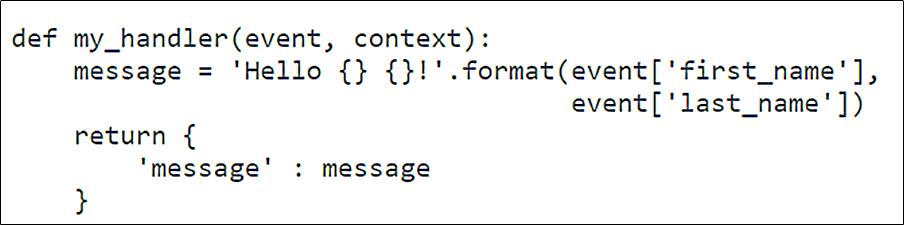 def my_handler(event, context):
    message = 'Hello {} {}!'.format(event['first_name'],
                                    event['last_name'])
    return {
        'message' : message
    }